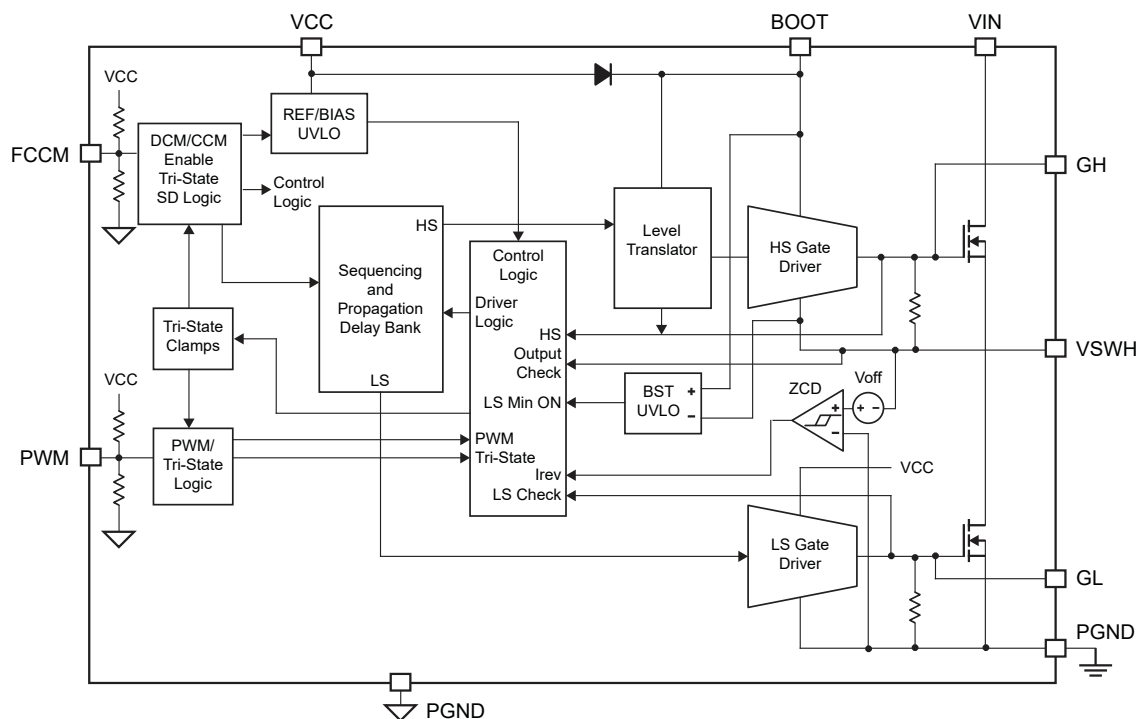 VCC
BOOT
VIN
VCC
REF/BIAS
UVLO
FCCM
DCM/CCM
Enable
Tri-State
SD Logic
Control
Logic
GH
HS
Level
Translator
HS Gate
Driver
Sequencing
and
Propagation
Delay Bank
LS
Control
Logic
Driver
Logic
HS
Output
Check
LS Min ON
PWM
Tri-State
Irev
LS Check
Tri-State
Clamps
VSWH
BST
UVLO
+
-
ZCD
Voff
+
-
+
-
VCC
PWM
PWM/
Tri-State
Logic
VCC
LS Gate
Driver
GL
PGND
PGND